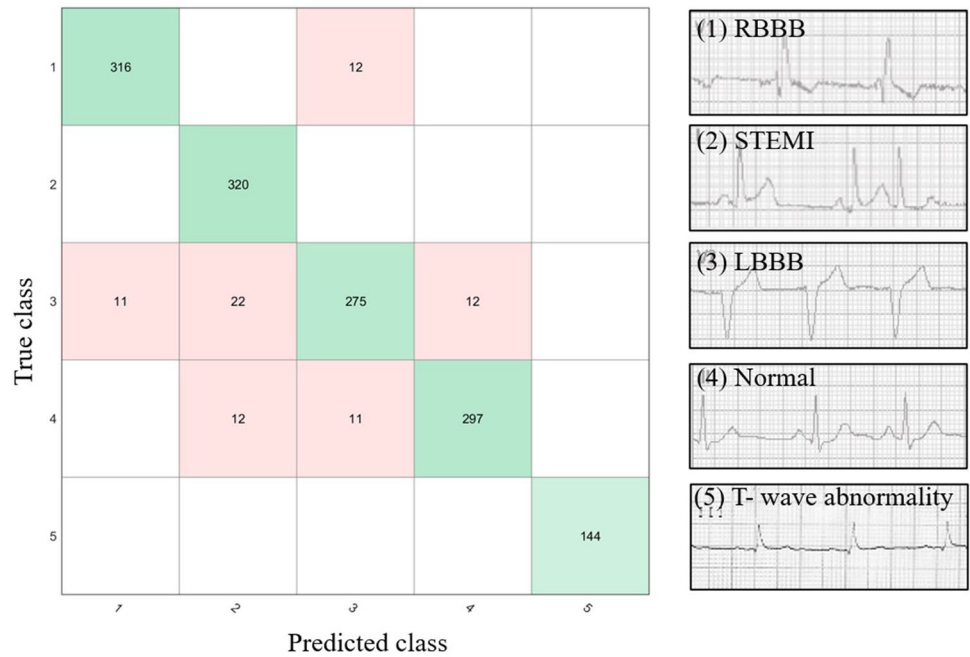 1 316 12
2 320
3 11 22 275 12
4 12 11 297
5 144
1 2 3 4 5
True class
Predicted class
(1) RBBB
(2) STEMI
(3) LBBB
(4) Normal
(5) T- wave abnormality